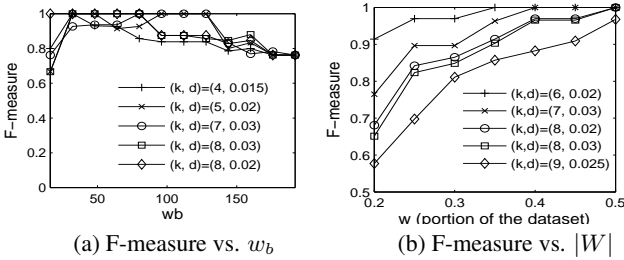 1
0.8
0.6
0.4
0.2
0
F-measure
(k, d)=(4, 0.015)
(k, d)=(5, 0.02)
(k, d)=(7, 0.03)
(k, d)=(8, 0.03)
(k, d)=(8, 0.02)
50
100
150
wb
(a) F-measure vs. w_b
1
0.9
0.8
0.7
0.6
0.5
F-measure
(k,d)=(6, 0.02)
(k,d)=(7, 0.03)
(k,d)=(8, 0.02)
(k,d)=(8, 0.03)
(k,d)=(9, 0.025)
0.2
0.3
0.4
0.5
w (portion of the dataset)
(b) F-measure vs. |W|